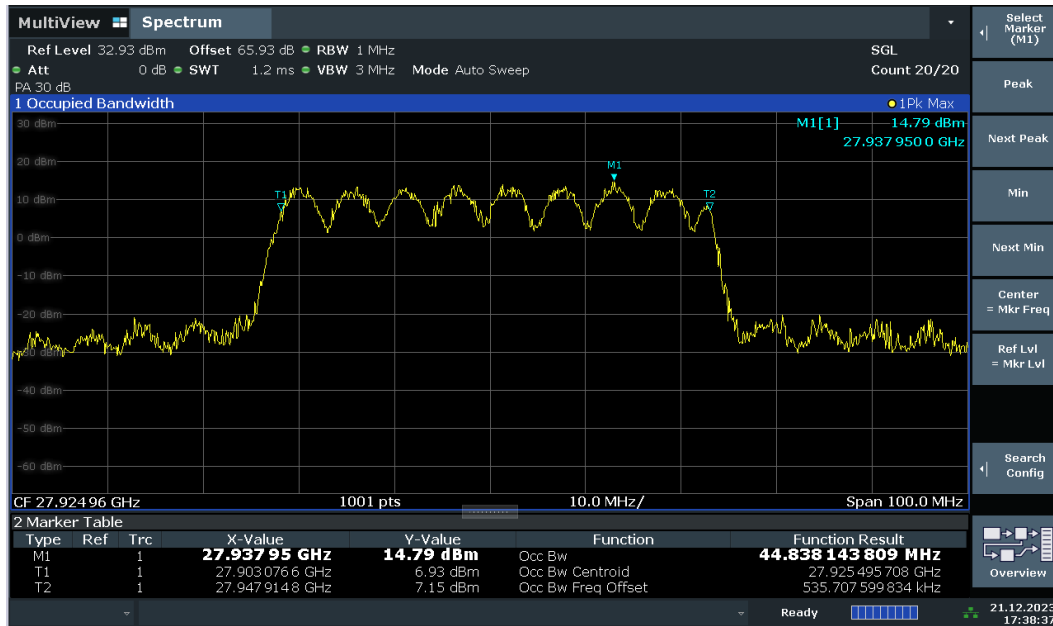 MultiView Spectrum
Ref Level 32.93 dBm Offset 65.93 dB RBW 1 MHz SGL
Att 0 dB SWT 1.2 ms VBW 3 MHz Mode Auto Sweep Count 20/20
PA 30 dB
1 Occupied Bandwidth 1Pk Max
M1[1] 14.79 dBm
27.937 950 0 GHz
30 dBm
20 dBm
10 dBm
0 dBm
-10 dBm
-20 dBm
-30 dBm
-40 dBm
-50 dBm
-60 dBm
T1
M1
T2
CF 27.92496 GHz 1001 pts 10.0 MHz/ Span 100.0 MHz
2 Marker Table
Type Ref Trc X-Value Y-Value Function Function Result
M1 1 27.937 95 GHz 14.79 dBm Occ Bw 44.838 143 809 MHz
T1 1 27.903 076 6 GHz 6.93 dBm Occ Bw Centroid 27.925 495 708 GHz
T2 1 27.947 914 8 GHz 7.15 dBm Occ Bw Freq Offset 535.707 599 834 kHz
Ready 21.12.2023
17:38:37
Select
Marker
(M1)
Peak
Next Peak
Min
Next Min
Center
= Mkr Freq
Ref Lvl
= Mkr Lvl
Search
Config
Overview